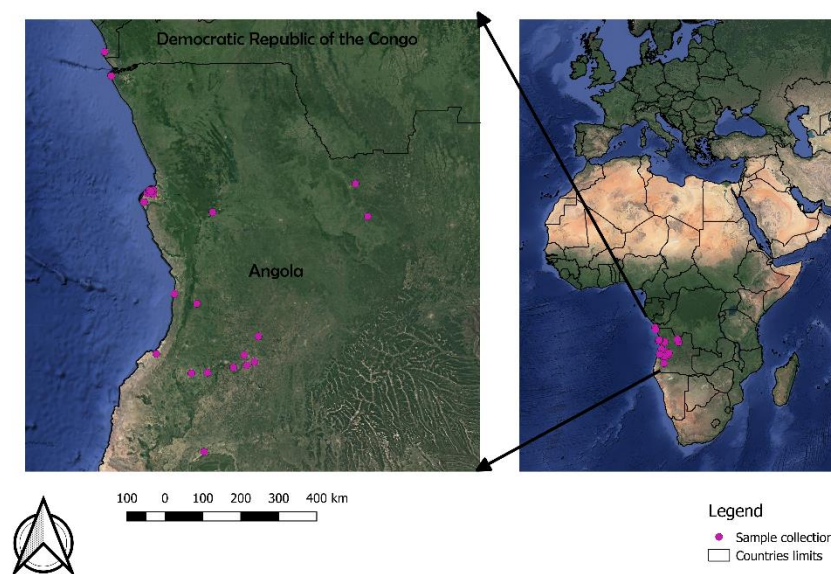 Democratic Republic of the Congo
Angola
100 0 100 200 300 400 km
Legend
Sample collection
Countries limits